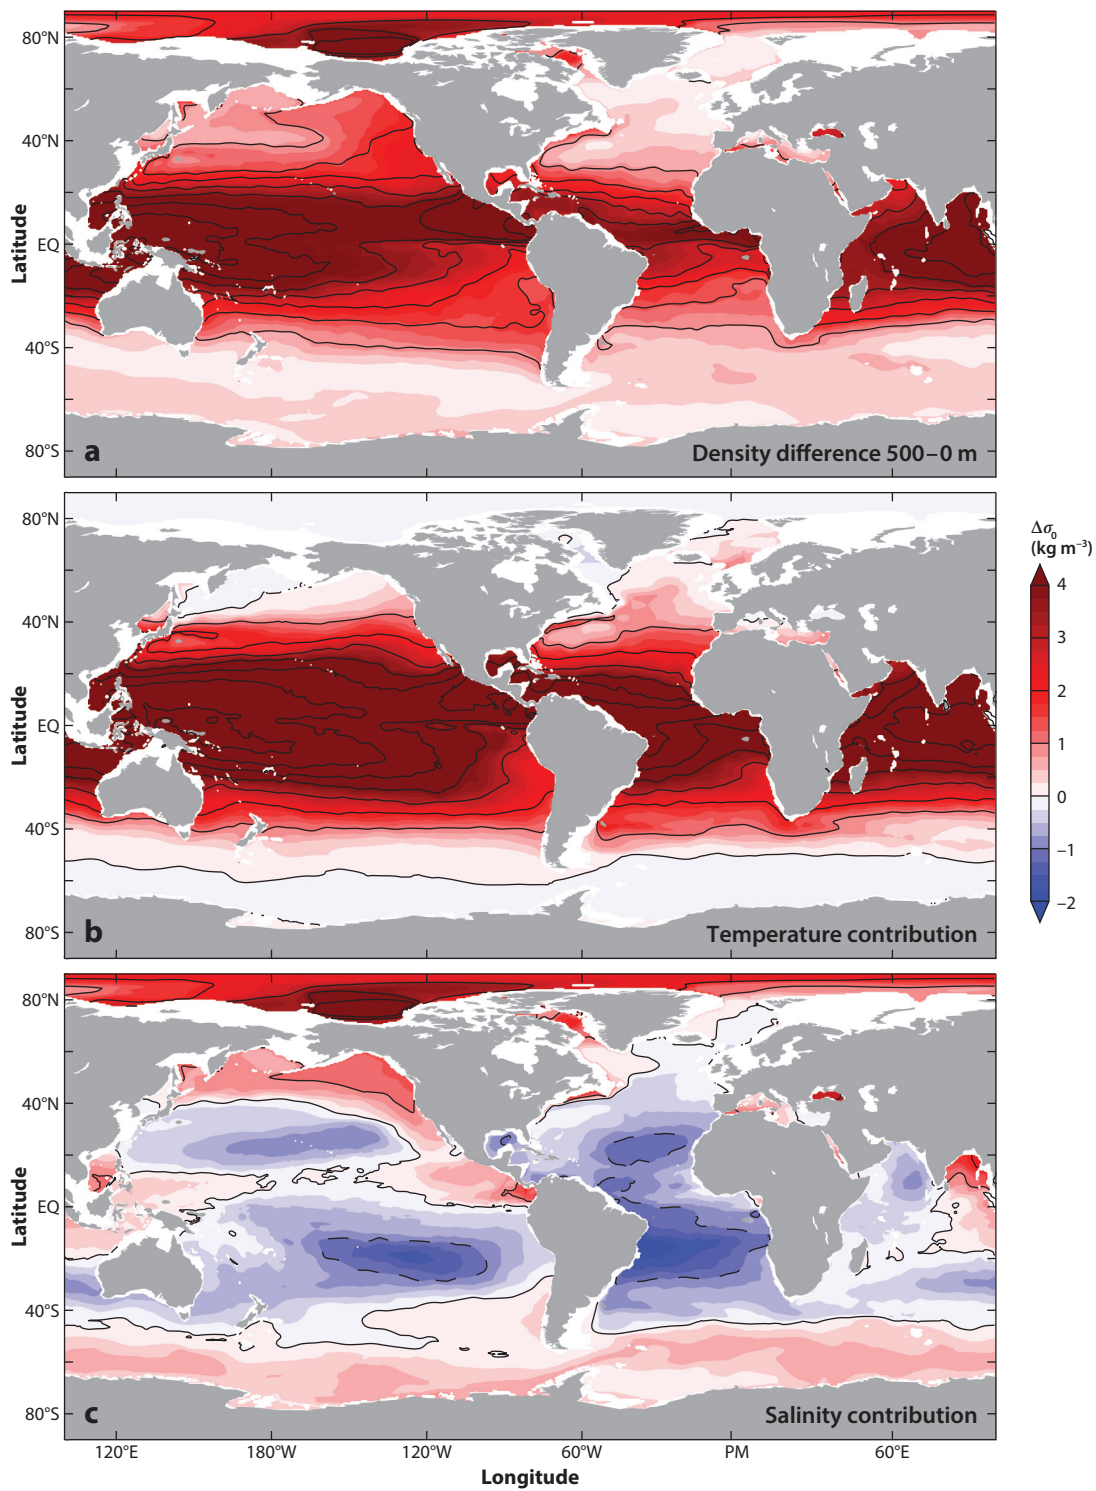 80°N
40°N
EQ
40°S
80°S
Latitude
a
Density difference 500–0 m
80°N
40°N
EQ
40°S
80°S
Latitude
b
Temperature contribution
Δσ₀
(kg m⁻³)
4
3
2
1
0
–1
–2
80°N
40°N
EQ
40°S
80°S
Latitude
c
Salinity contribution
120°E 180°W 120°W 60°W PM 60°E
Longitude